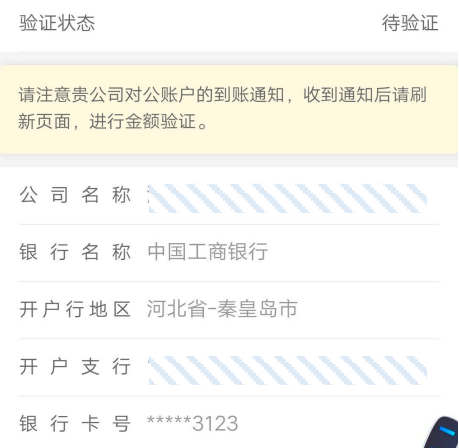 验证状态 待验证
请注意贵公司对公账户的到账通知，收到通知后请刷
新页面，进行金额验证。
公司名称
银行名称 中国工商银行
开户行地区 河北省-秦皇岛市
开户支行
银行卡号 *****3123